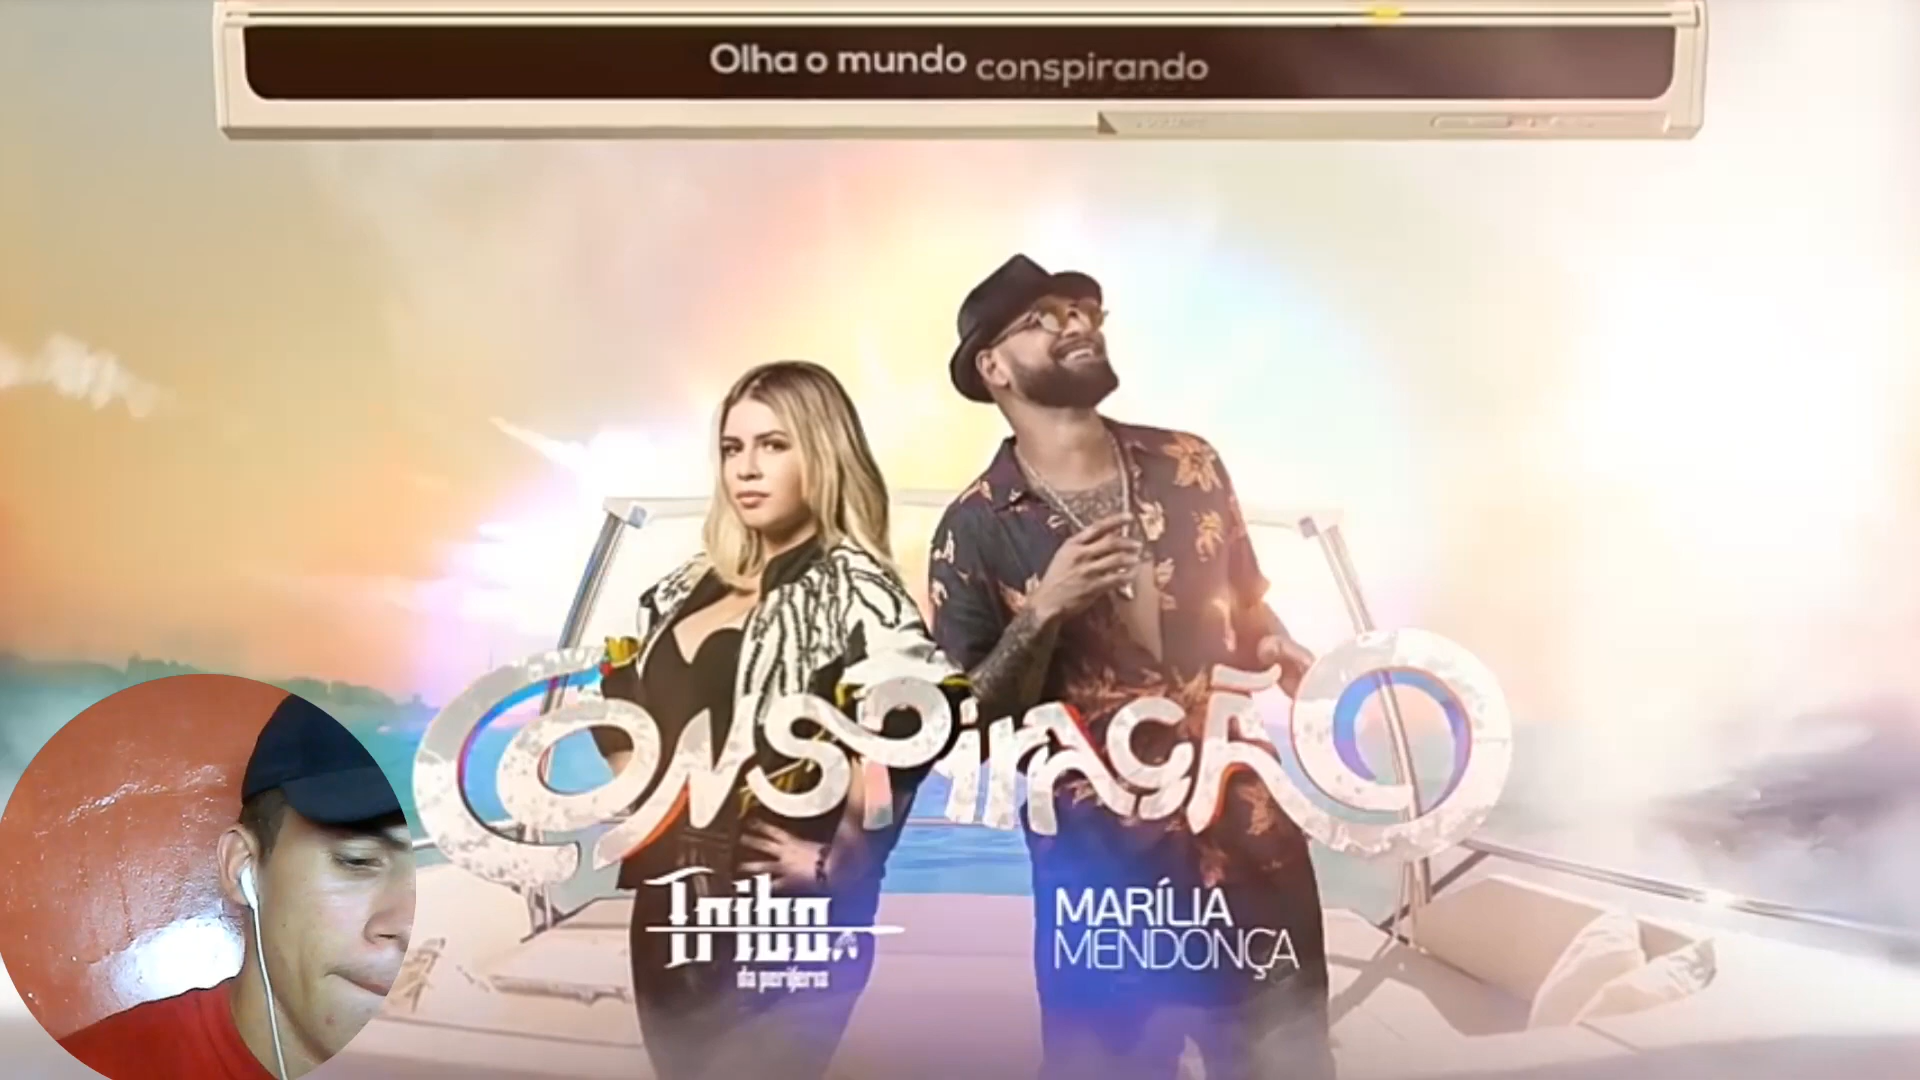 Olha o mundo conspirando
CONSPIRAÇÃO
Tribo
da periferia
MARÍLIA
MENDONÇA